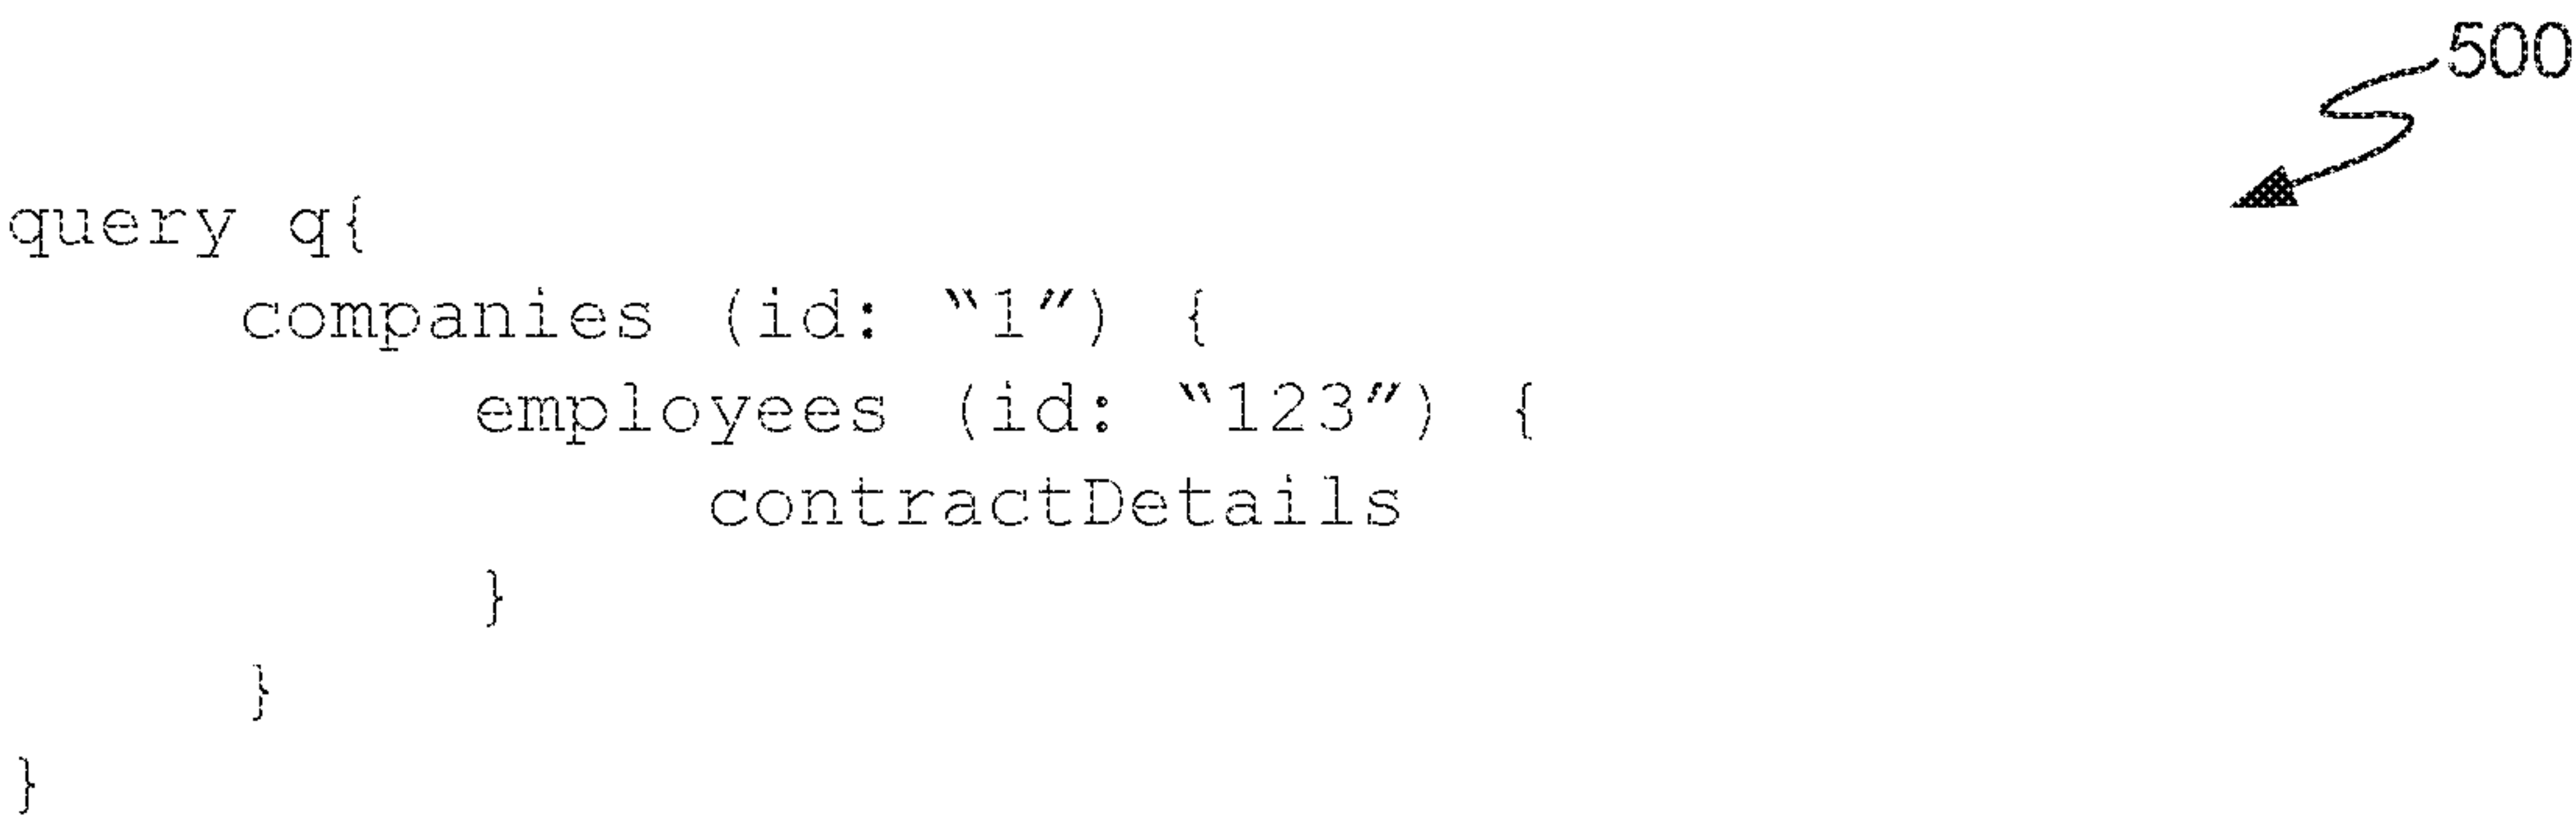 500
query q{
companies (id: “1”) {
employees (id: “123”) {
contractDetails
}
}
}